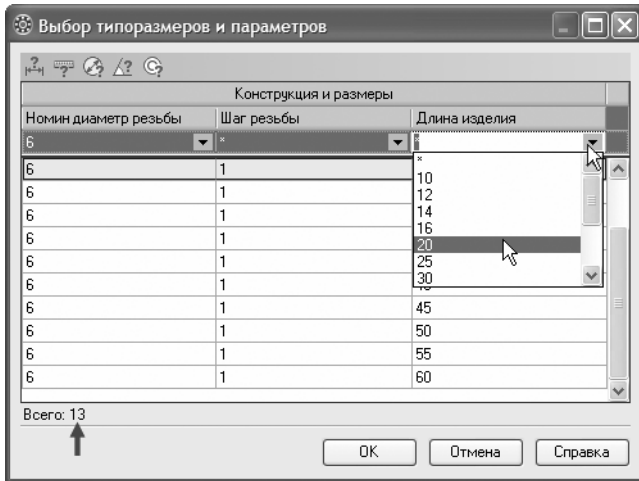 Выбор типоразмеров и параметров
Конструкция и размеры
Номин диаметр резьбы Шаг резьбы Длина изделия
6 * *
6 1 *
6 1 10
6 1 12
6 1 14
6 1 16
6 1 20
6 1 25
30
6 1 45
6 1 50
6 1 55
6 1 60
Всего: 13
OK Отмена Справка